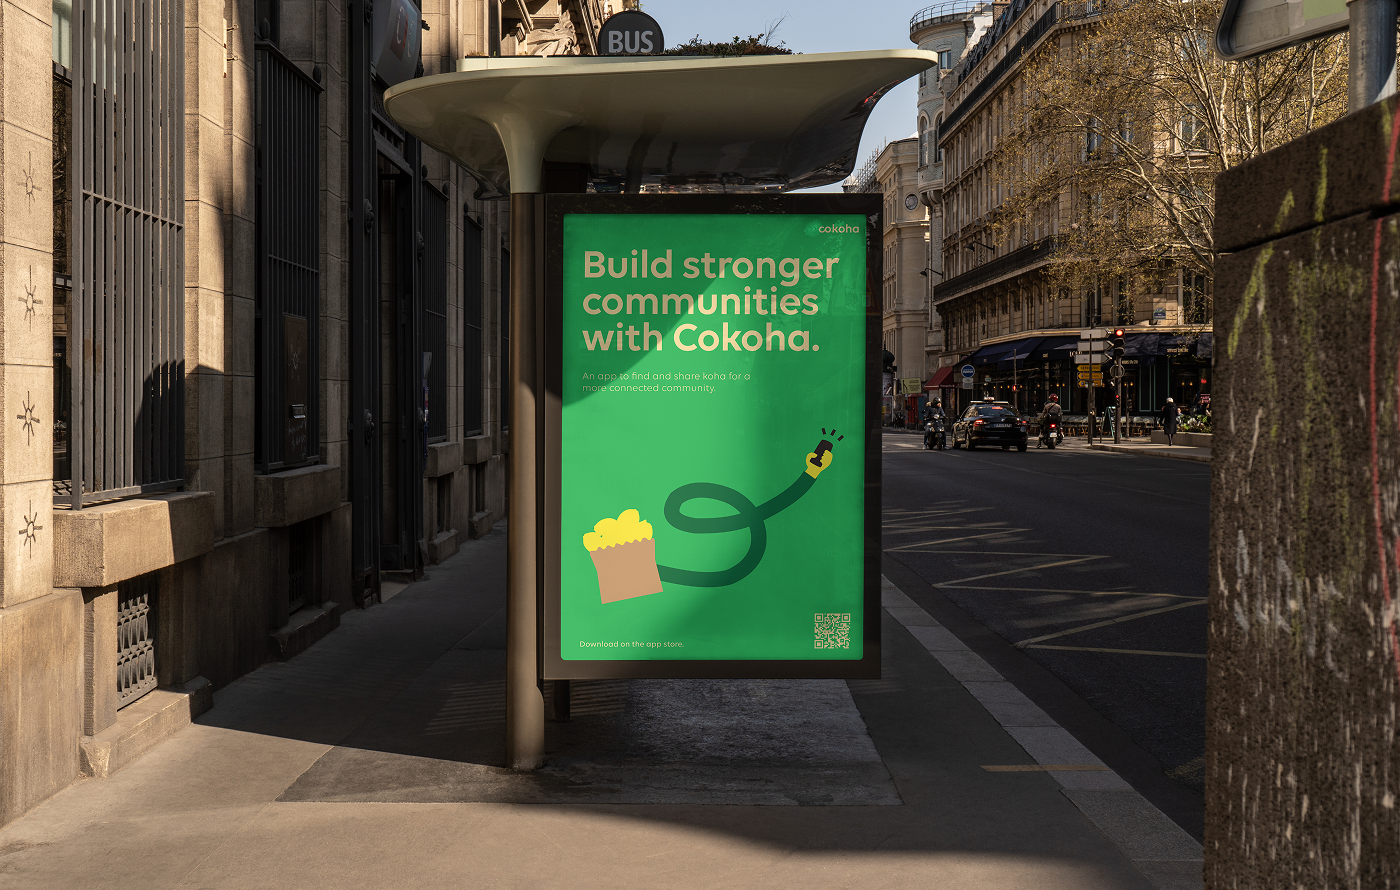 BUS
cokoha
Build stronger
communities
with Cokoha.
An app to find and share koha for a
more connected community.
Download on the app store.